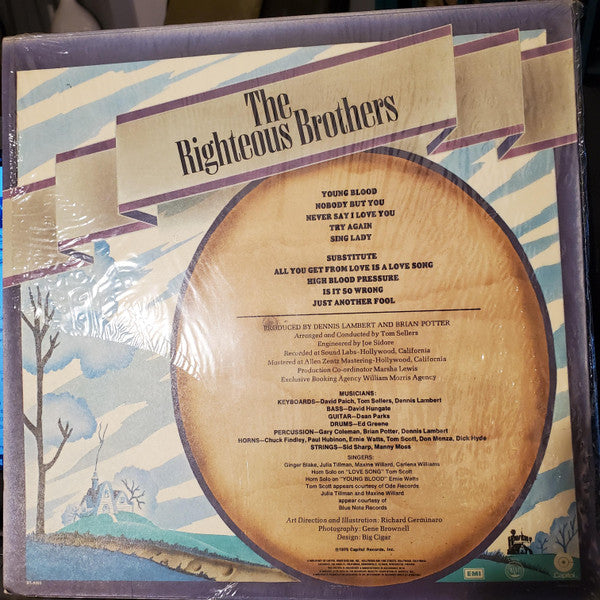 The
Righteous Brothers
YOUNG BLOOD
NOBODY BUT YOU
NEVER SAY I LOVE YOU
TRY AGAIN
SING LADY
SUBSTITUTE
ALL YOU GET FROM LOVE IS A LOVE SONG
HIGH BLOOD PRESSURE
IS IT SO WRONG
JUST ANOTHER FOOL
PRODUCED BY DENNIS LAMBERT AND BRIAN POTTER
Arranged and Conducted by Tom Sellers
Engineered by Joe Sidore
Recorded at Sound Labs-Hollywood, California
Mastered at Allen Zentz Mastering-Hollywood, California
Production Co-ordinator Marsha Lewis
Exclusive Booking Agency William Morris Agency
MUSICIANS:
KEYBOARDS—David Paich, Tom Sellers, Dennis Lambert
BASS—David Hungate
GUITAR—Dean Parks
DRUMS—Ed Greene
PERCUSSION—Gary Coleman, Brian Potter, Dennis Lambert
HORNS—Chuck Findley, Paul Hubinon, Ernie Watts, Tom Scott, Don Menza, Dick Hyde
STRINGS—Sid Sharp, Manny Moss
SINGERS:
Ginger Blake, Julia Tillman, Maxine Willard, Carlena Williams
Horn Solo on "LOVE SONG" Tom Scott
Horn Solo on "YOUNG BLOOD" Ernie Watts
Tom Scott appears courtesy of Ode Records
Julia Tillman and Maxine Willard
appear courtesy of
Blue Note Records
Art Direction and Illustration: Richard Germinaro
Photography: Gene Brownell
Design: Big Cigar
©1975 Capitol Records, Inc.
EMI
Capitol